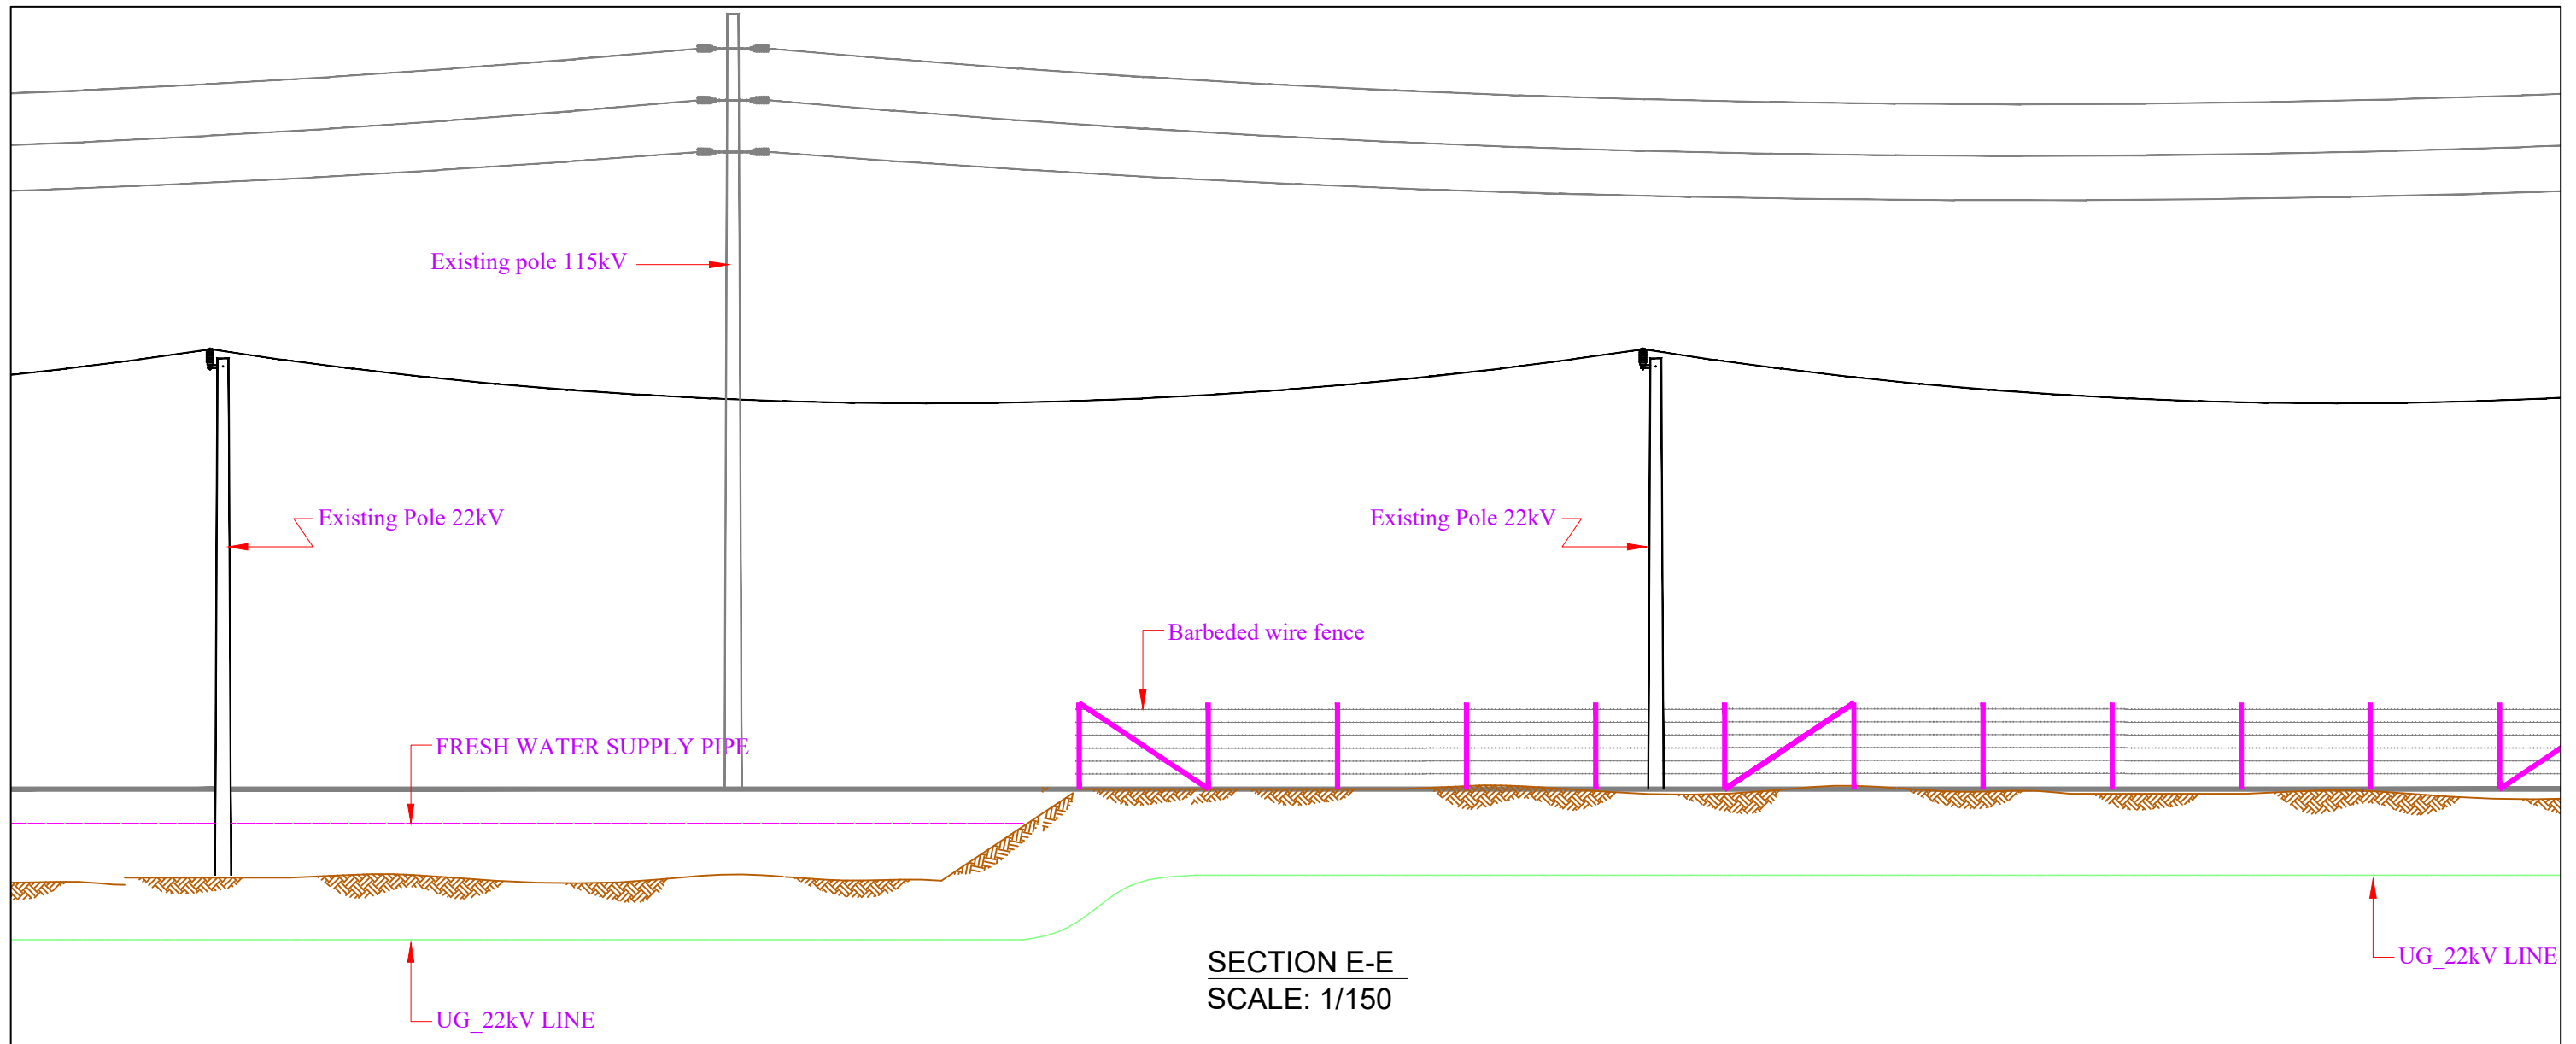 Existing pole 115kV
Existing Pole 22kV
Existing Pole 22kV
Barbeded wire fence
FRESH WATER SUPPLY PIPE
SECTION E-E
SCALE: 1/150
UG_22kV LINE
UG_22kV LINE